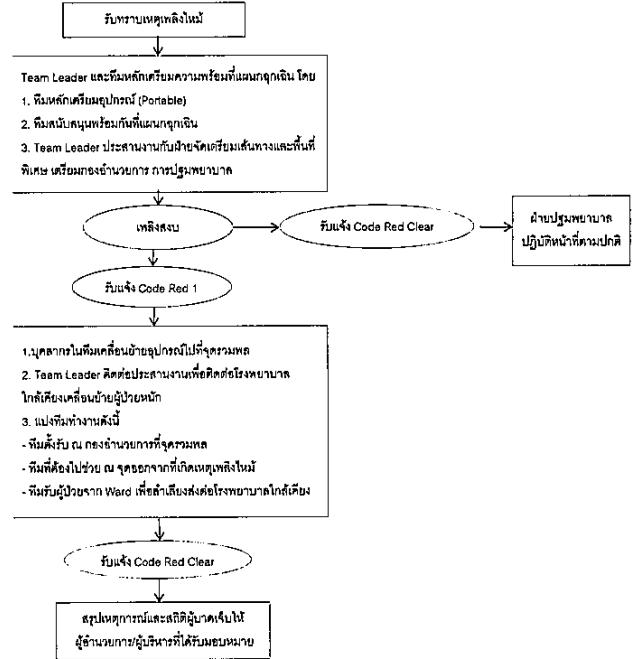 รับทราบเหตุเพลิงไหม้
Team Leader และทีมหลักเตรียมความพร้อมที่แผนกฉุกเฉิน โดย
1. ทีมหลักเตรียมอุปกรณ์ (Portable)
2. ทีมสนับสนุนพร้อมกันที่แผนกฉุกเฉิน
3. Team Leader ประสานงานกับฝ่ายจัดเตรียมเส้นทางและพื้นที่
พิเศษ เตรียมกองอำนวยการ การปฐมพยาบาล
เพลิงสงบ
รับแจ้ง Code Red Clear
ฝ่ายปฐมพยาบาล
ปฏิบัติหน้าที่ตามปกติ
รับแจ้ง Code Red 1
1.บุคลากรในทีมเคลื่อนย้ายอุปกรณ์ไปที่จุดรวมพล
2. Team Leader ติดต่อประสานงานเพื่อติดต่อโรงพยาบาล
ใกล้เคียงเคลื่อนย้ายผู้ป่วยหนัก
3. แบ่งทีมทำงานดังนี้
- ทีมตั้งรับ ณ กองอำนวยการที่จุดรวมพล
- ทีมที่ต้องไปช่วย ณ จุดออกจากที่เกิดเหตุเพลิงไหม้
- ทีมรับผู้ป่วยจาก Ward เพื่อลำเลียงส่งต่อโรงพยาบาลใกล้เคียง
รับแจ้ง Code Red Clear
สรุปเหตุการณ์และสถิติผู้บาดเจ็บให้
ผู้อำนวยการ/ผู้บริหารที่ได้รับมอบหมาย